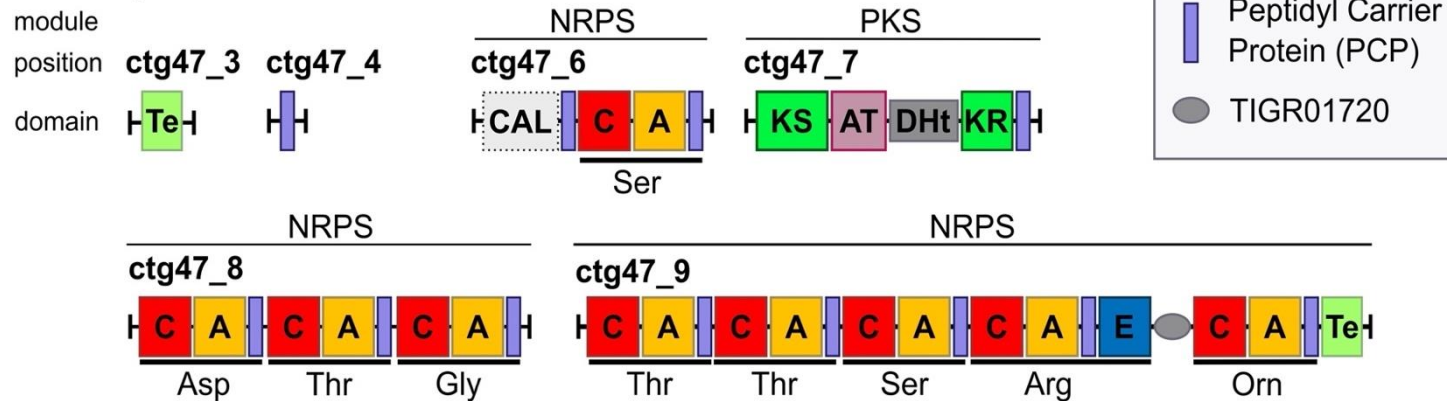 module NRPS PKS
position ctg47_3 ctg47_4 ctg47_6 ctg47_7
domain Te CAL C A KS AT DHt KR
Ser
Peptidyl Carrier
Protein (PCP)
TIGR01720
NRPS NRPS
ctg47_8 ctg47_9
C A C A C A C A C A C A C A E C A Te
Asp Thr Gly Thr Thr Ser Arg Orn